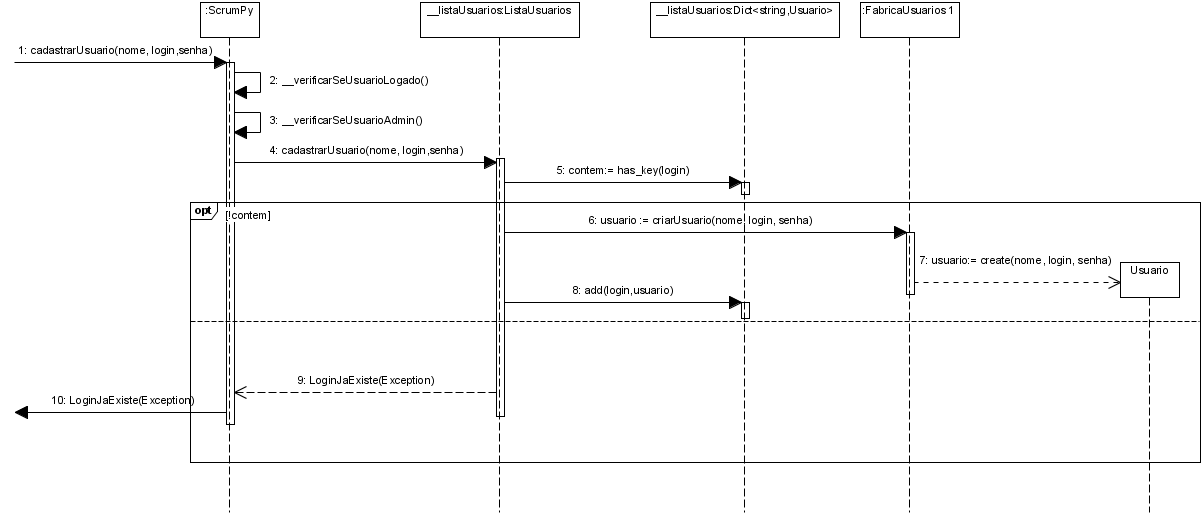 :ScrumPy
__listaUsuarios:ListaUsuarios
__listaUsuarios:Dict<string,Usuario>
:FabricaUsuarios1
1: cadastrarUsuario(nome, login,senha)
2: __verificarSeUsuarioLogado()
3: __verificarSeUsuarioAdmin()
4: cadastrarUsuario(nome, login,senha)
5: contem:= has_key(login)
opt
[!contem]
6: usuario := criarUsuario(nome, login, senha)
7: usuario:= create(nome, login, senha)
Usuario
8: add(login,usuario)
9: LoginJaExiste(Exception)
10: LoginJaExiste(Exception)